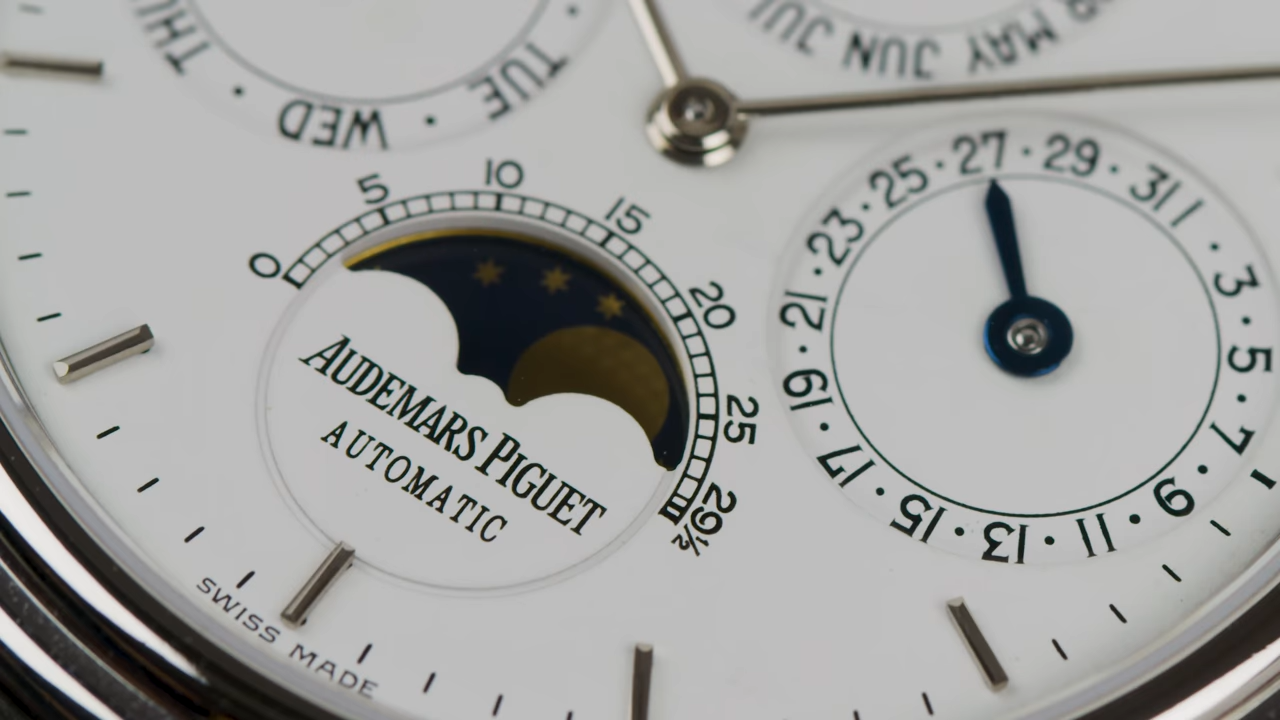 THU · WED · TUE ·
JUL JUN MAY
0 5 10 15 20 25 29½
AUDEMARS PIGUET
AUTOMATIC
27 · 29 · 31 1 · 3 · 5 · 7 · 9 · 11 · 13 · 15 · 17 · 19 · 21 · 23 · 25 ·
SWISS MADE